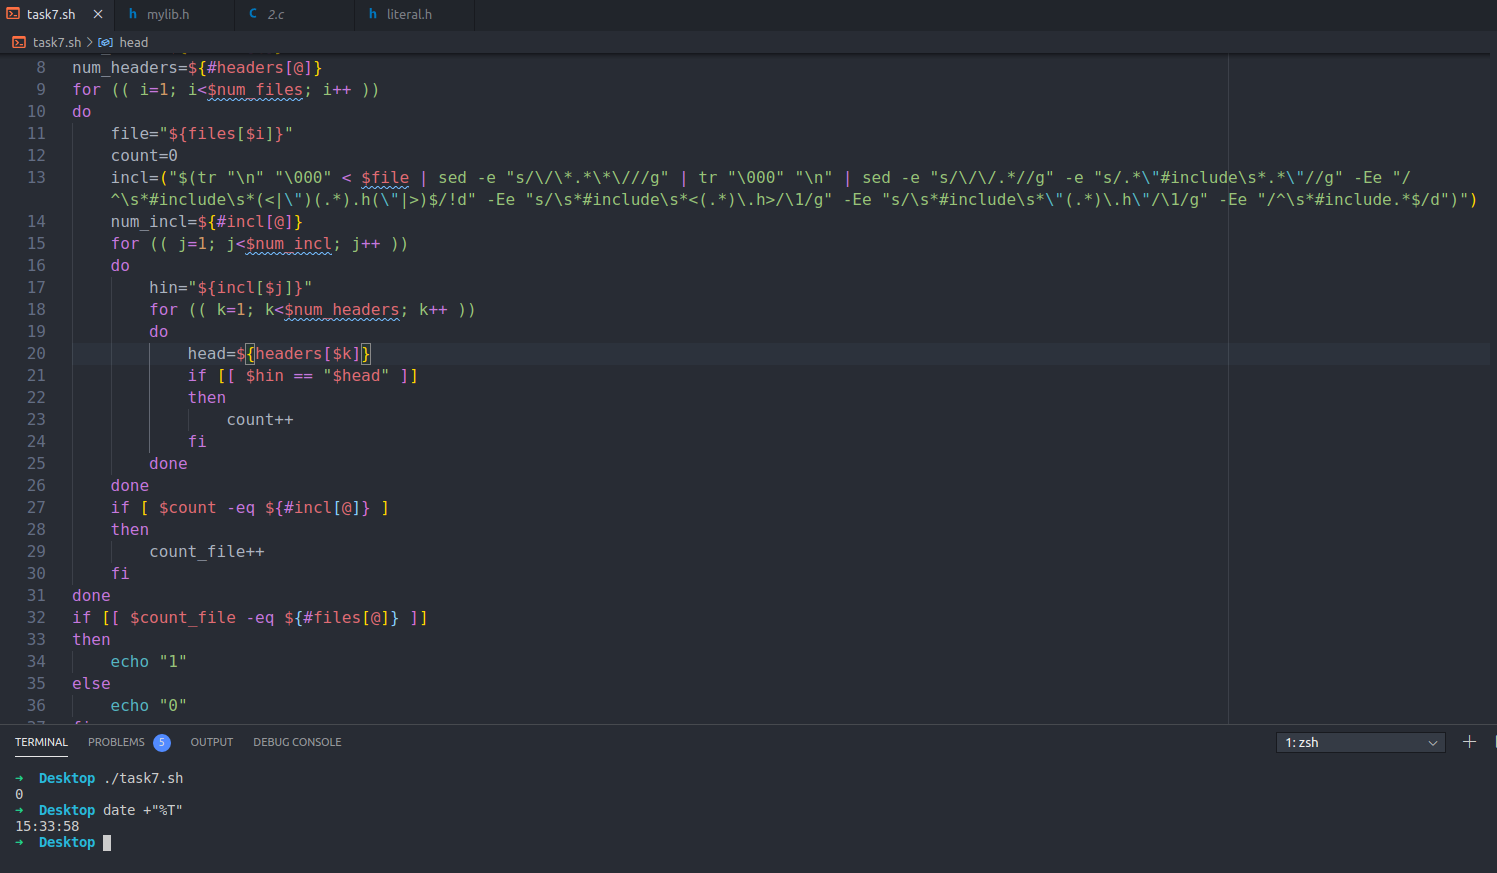 task7.sh × h mylib.h C 2.c h literal.h
task7.sh > head
8 num_headers=${#headers[@]}
9 for (( i=1; i<$num_files; i++ ))
10 do
11 file="${files[$i]}"
12 count=0
13 incl=("$(tr "\n" "\000" < $file | sed -e "s/\/\*.*\*\///g" | tr "\000" "\n" | sed -e "s/\/\/.*//g" -e "s/.*\"#include\s*.*\"//g" -Ee "/
^\s*#include\s*(<|\")(.*).h(\"|>)$/!d" -Ee "s/\s*#include\s*<(.*)\.h>/\1/g" -Ee "s/\s*#include\s*\"(.*)\.h\"/\1/g" -Ee "/^\s*#include.*$/d")")
14 num_incl=${#incl[@]}
15 for (( j=1; j<$num_incl; j++ ))
16 do
17 hin="${incl[$j]}"
18 for (( k=1; k<$num_headers; k++ ))
19 do
20 head=${headers[$k]}
21 if [[ $hin == "$head" ]]
22 then
23 count++
24 fi
25 done
26 done
27 if [ $count -eq ${#incl[@]} ]
28 then
29 count_file++
30 fi
31 done
32 if [[ $count_file -eq ${#files[@]} ]]
33 then
34 echo "1"
35 else
36 echo "0"
TERMINAL PROBLEMS 5 OUTPUT DEBUG CONSOLE 1: zsh
➜ Desktop ./task7.sh
0
➜ Desktop date +"%T"
15:33:58
➜ Desktop